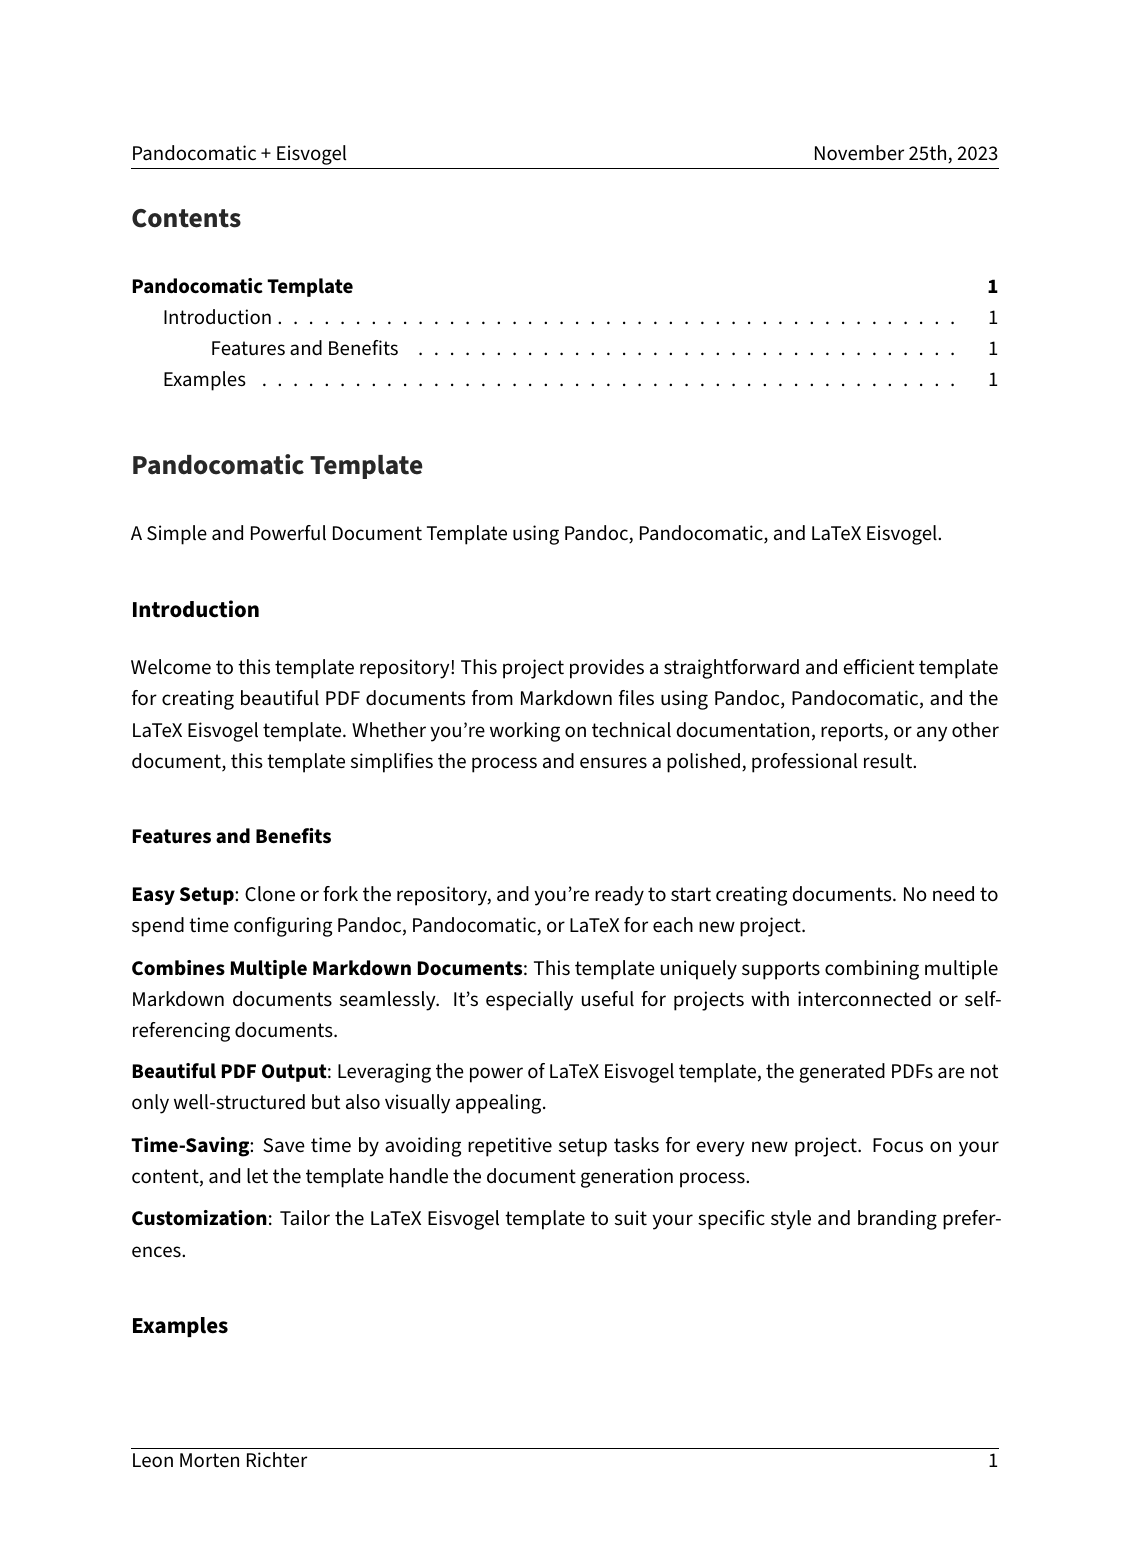 Pandocomatic + Eisvogel November 25th, 2023
Contents
Pandocomatic Template 1
Introduction . . . . . . . . . . . . . . . . . . . . . . . . . . . . . . . . . . . . . . . . . . . . 1
Features and Benefits . . . . . . . . . . . . . . . . . . . . . . . . . . . . . . . . . . . 1
Examples . . . . . . . . . . . . . . . . . . . . . . . . . . . . . . . . . . . . . . . . . . . . . 1
Pandocomatic Template
A Simple and Powerful Document Template using Pandoc, Pandocomatic, and LaTeX Eisvogel.
Introduction
Welcome to this template repository! This project provides a straightforward and efficient template
for creating beautiful PDF documents from Markdown files using Pandoc, Pandocomatic, and the
LaTeX Eisvogel template. Whether you’re working on technical documentation, reports, or any other
document, this template simplifies the process and ensures a polished, professional result.
Features and Benefits
Easy Setup: Clone or fork the repository, and you’re ready to start creating documents. No need to
spend time configuring Pandoc, Pandocomatic, or LaTeX for each new project.
Combines Multiple Markdown Documents: This template uniquely supports combining multiple
Markdown documents seamlessly. It’s especially useful for projects with interconnected or self-
referencing documents.
Beautiful PDF Output: Leveraging the power of LaTeX Eisvogel template, the generated PDFs are not
only well-structured but also visually appealing.
Time-Saving: Save time by avoiding repetitive setup tasks for every new project. Focus on your
content, and let the template handle the document generation process.
Customization: Tailor the LaTeX Eisvogel template to suit your specific style and branding prefer-
ences.
Examples
Leon Morten Richter 1